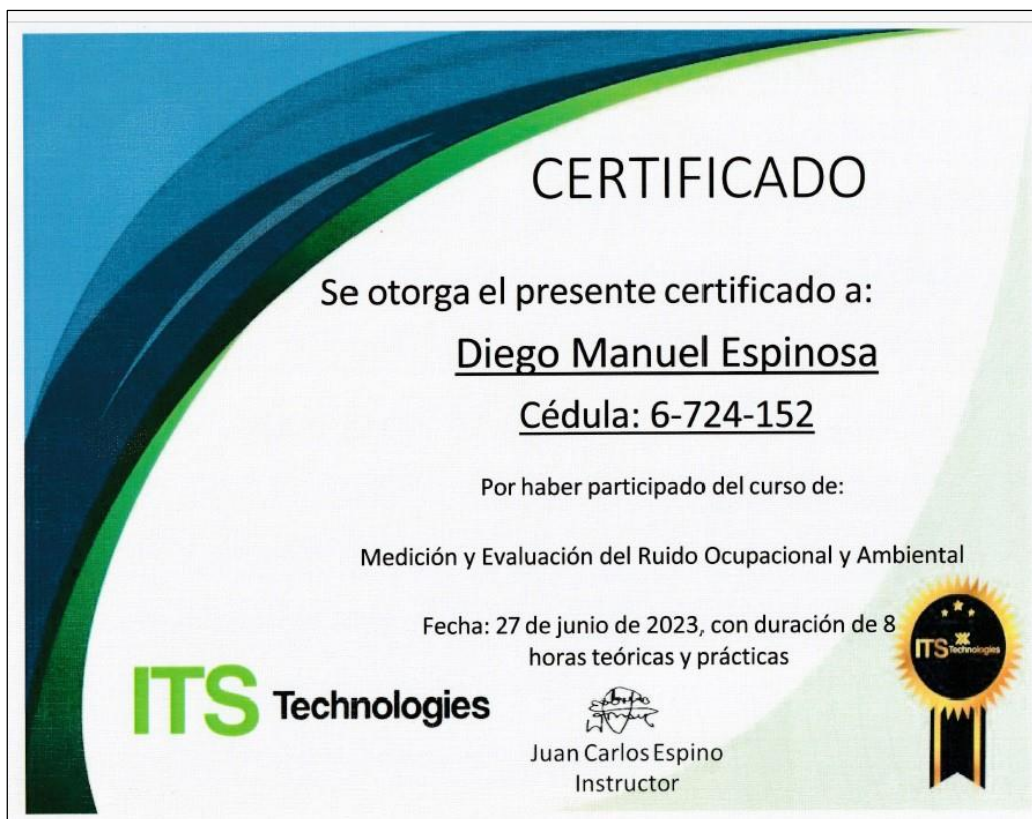 CERTIFICADO
Se otorga el presente certificado a:
Diego Manuel Espinosa
Cédula: 6-724-152
Por haber participado del curso de:
Medición y Evaluación del Ruido Ocupacional y Ambiental
Fecha: 27 de junio de 2023, con duración de 8
horas teóricas y prácticas
ITS Technologies
ITS Technologies
Juan Carlos Espino
Instructor